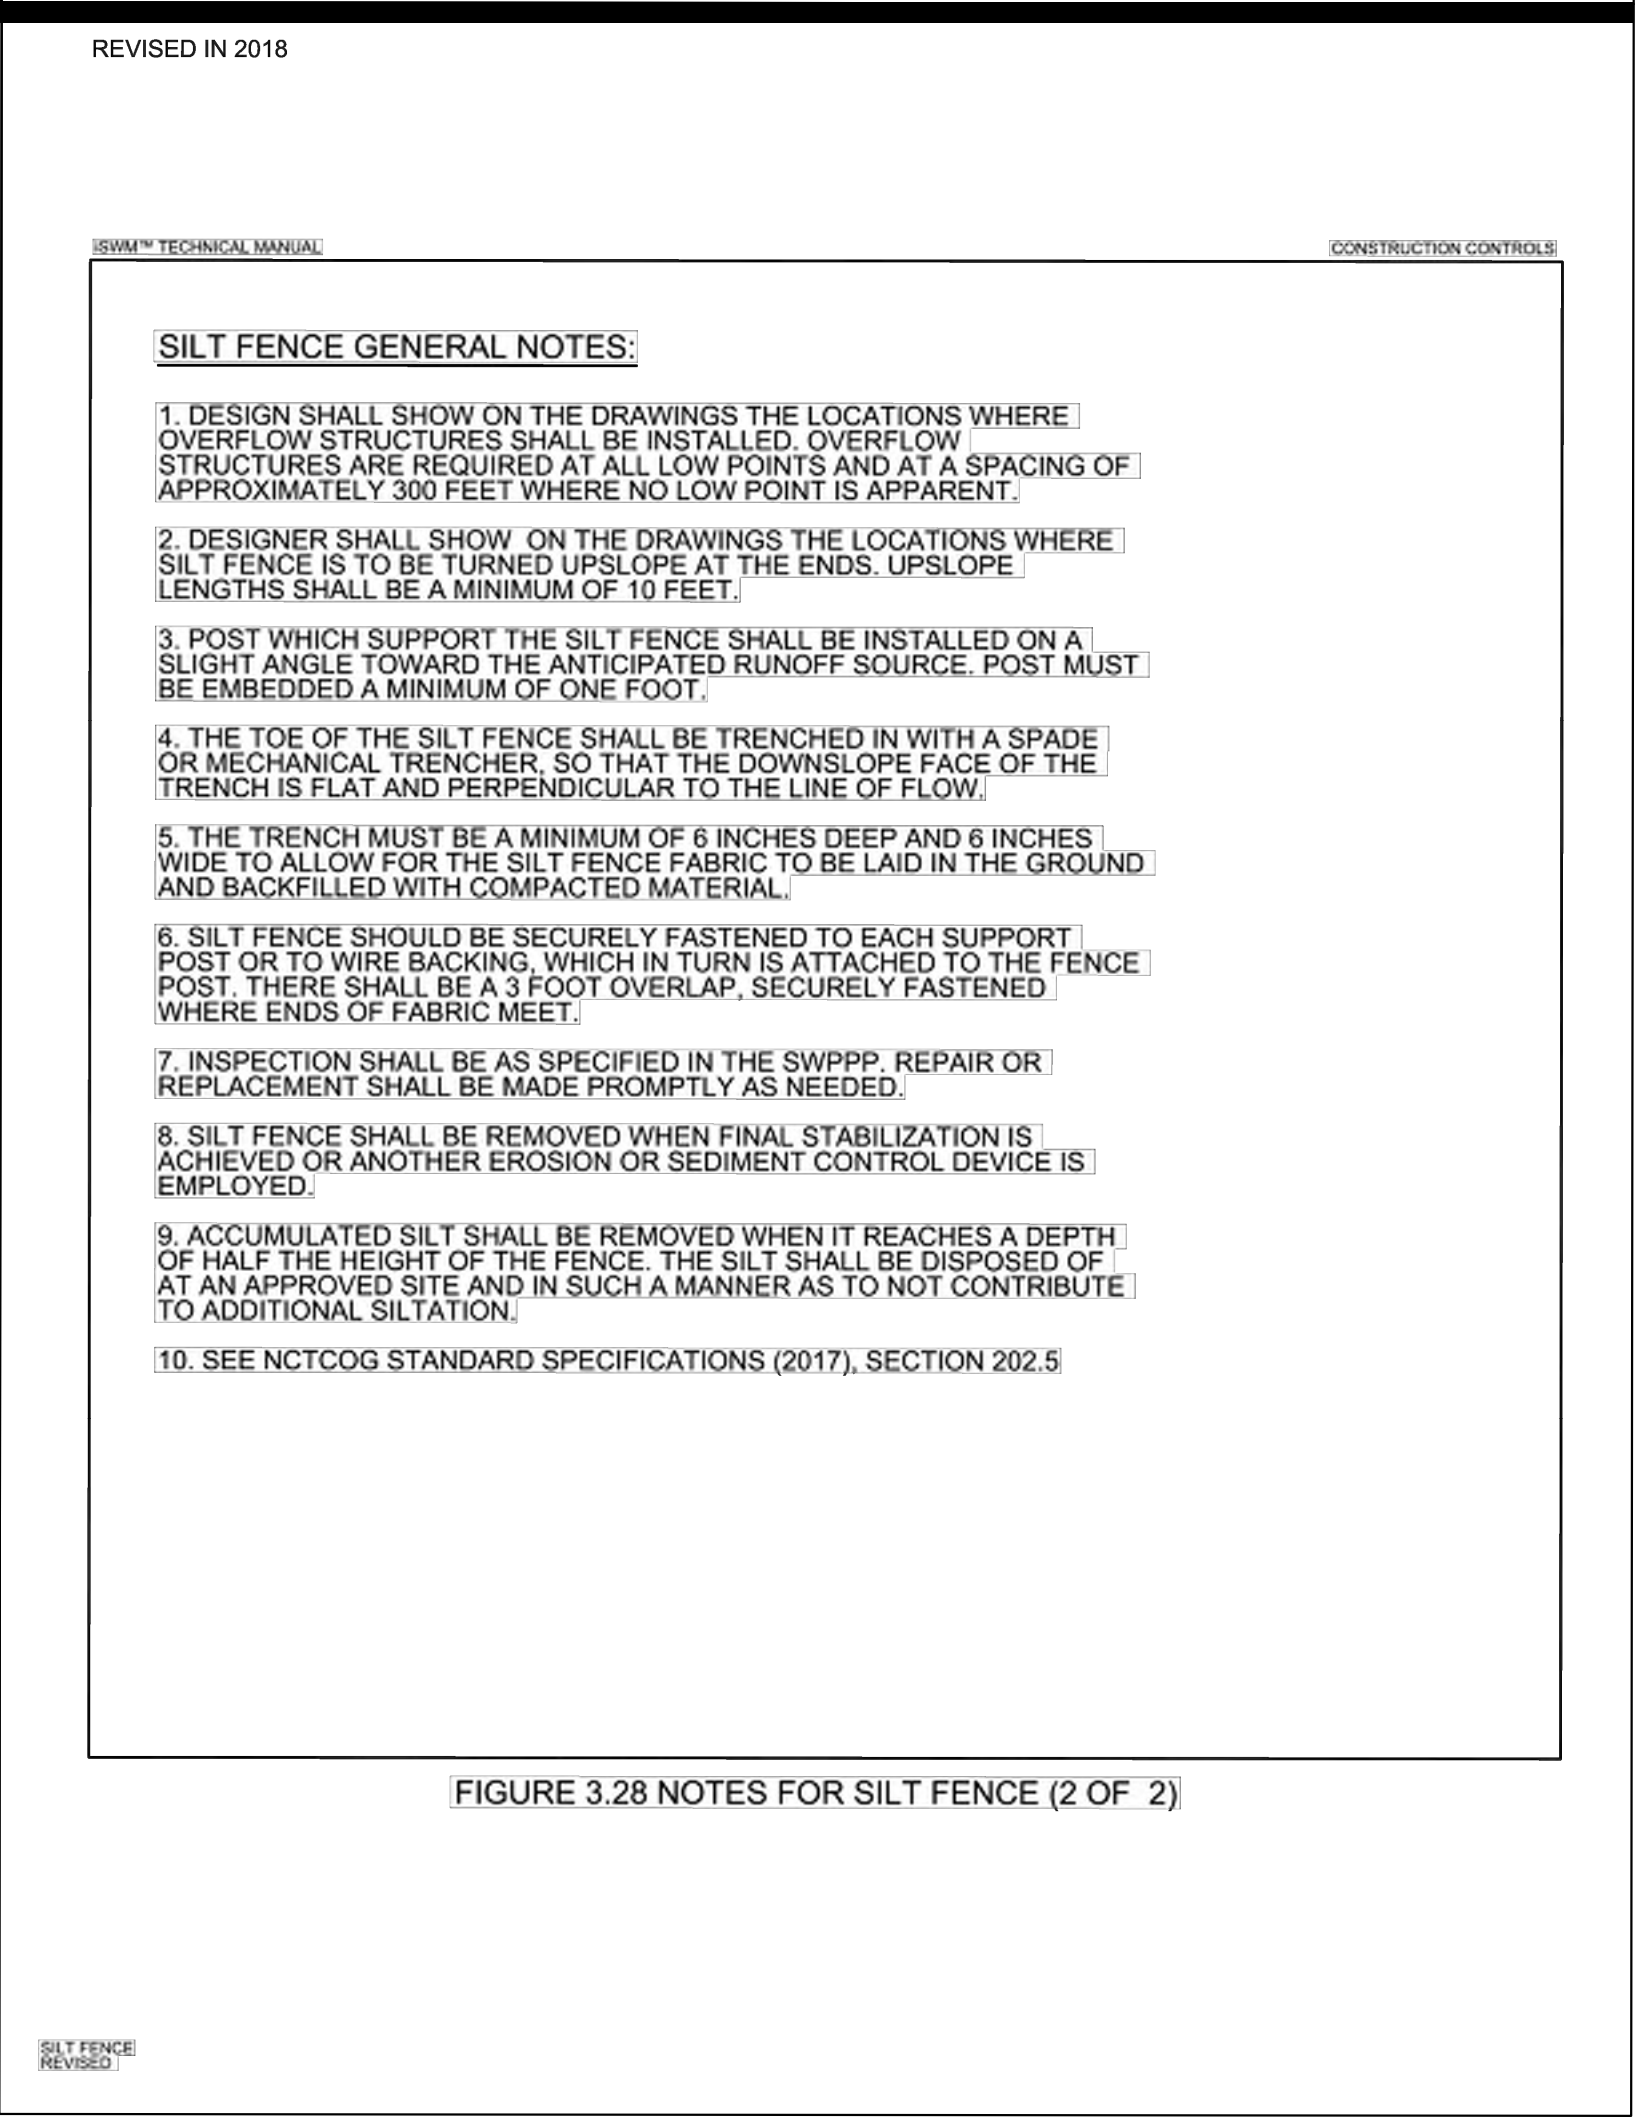 REVISED IN 2018
iSWM™ TECHNICAL MANUAL
CONSTRUCTION CONTROLS
SILT FENCE GENERAL NOTES:
1. DESIGN SHALL SHOW ON THE DRAWINGS THE LOCATIONS WHERE
OVERFLOW STRUCTURES SHALL BE INSTALLED. OVERFLOW
STRUCTURES ARE REQUIRED AT ALL LOW POINTS AND AT A SPACING OF
APPROXIMATELY 300 FEET WHERE NO LOW POINT IS APPARENT.
2. DESIGNER SHALL SHOW  ON THE DRAWINGS THE LOCATIONS WHERE
SILT FENCE IS TO BE TURNED UPSLOPE AT THE ENDS. UPSLOPE
LENGTHS SHALL BE A MINIMUM OF 10 FEET.
3. POST WHICH SUPPORT THE SILT FENCE SHALL BE INSTALLED ON A
SLIGHT ANGLE TOWARD THE ANTICIPATED RUNOFF SOURCE. POST MUST
BE EMBEDDED A MINIMUM OF ONE FOOT.
4. THE TOE OF THE SILT FENCE SHALL BE TRENCHED IN WITH A SPADE
OR MECHANICAL TRENCHER, SO THAT THE DOWNSLOPE FACE OF THE
TRENCH IS FLAT AND PERPENDICULAR TO THE LINE OF FLOW.
5. THE TRENCH MUST BE A MINIMUM OF 6 INCHES DEEP AND 6 INCHES
WIDE TO ALLOW FOR THE SILT FENCE FABRIC TO BE LAID IN THE GROUND
AND BACKFILLED WITH COMPACTED MATERIAL.
6. SILT FENCE SHOULD BE SECURELY FASTENED TO EACH SUPPORT
POST OR TO WIRE BACKING, WHICH IN TURN IS ATTACHED TO THE FENCE
POST. THERE SHALL BE A 3 FOOT OVERLAP, SECURELY FASTENED
WHERE ENDS OF FABRIC MEET.
7. INSPECTION SHALL BE AS SPECIFIED IN THE SWPPP. REPAIR OR
REPLACEMENT SHALL BE MADE PROMPTLY AS NEEDED.
8. SILT FENCE SHALL BE REMOVED WHEN FINAL STABILIZATION IS
ACHIEVED OR ANOTHER EROSION OR SEDIMENT CONTROL DEVICE IS
EMPLOYED.
9. ACCUMULATED SILT SHALL BE REMOVED WHEN IT REACHES A DEPTH
OF HALF THE HEIGHT OF THE FENCE. THE SILT SHALL BE DISPOSED OF
AT AN APPROVED SITE AND IN SUCH A MANNER AS TO NOT CONTRIBUTE
TO ADDITIONAL SILTATION.
10. SEE NCTCOG STANDARD SPECIFICATIONS (2017), SECTION 202.5
FIGURE 3.28 NOTES FOR SILT FENCE (2 OF  2)
SILT FENCE
REVISED